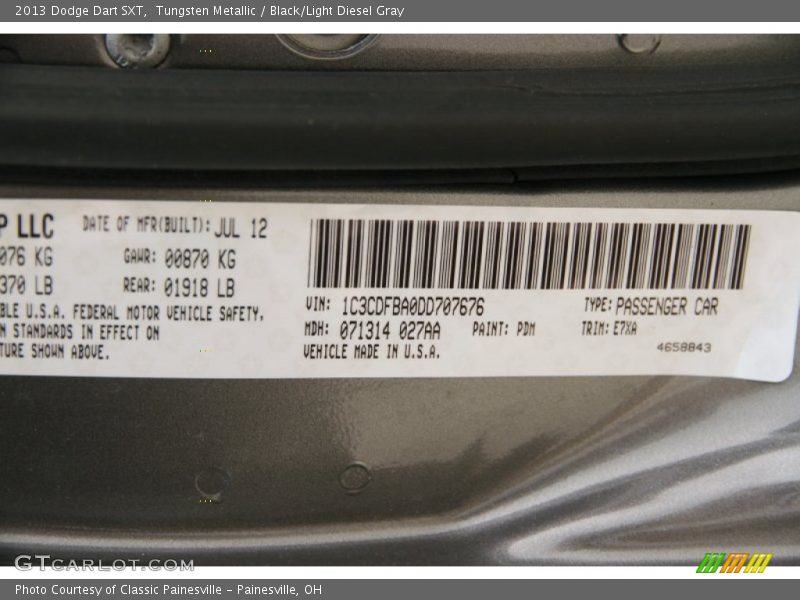 2013 Dodge Dart SXT, Tungsten Metallic / Black/Light Diesel Gray
P LLC DATE OF MFR(BUILT): JUL 12
076 KG GAWR: 00870 KG
370 LB REAR: 01918 LB
BLE U.S.A. FEDERAL MOTOR VEHICLE SAFETY,
N STANDARDS IN EFFECT ON
TURE SHOWN ABOVE.
VIN: 1C3CDFBA0DD707676 TYPE: PASSENGER CAR
MDH: 071314 027AA PAINT: PDM TRIM: E7XA
VEHICLE MADE IN U.S.A. 4658843
GTCARLOT.COM
Photo Courtesy of Classic Painesville - Painesville, OH